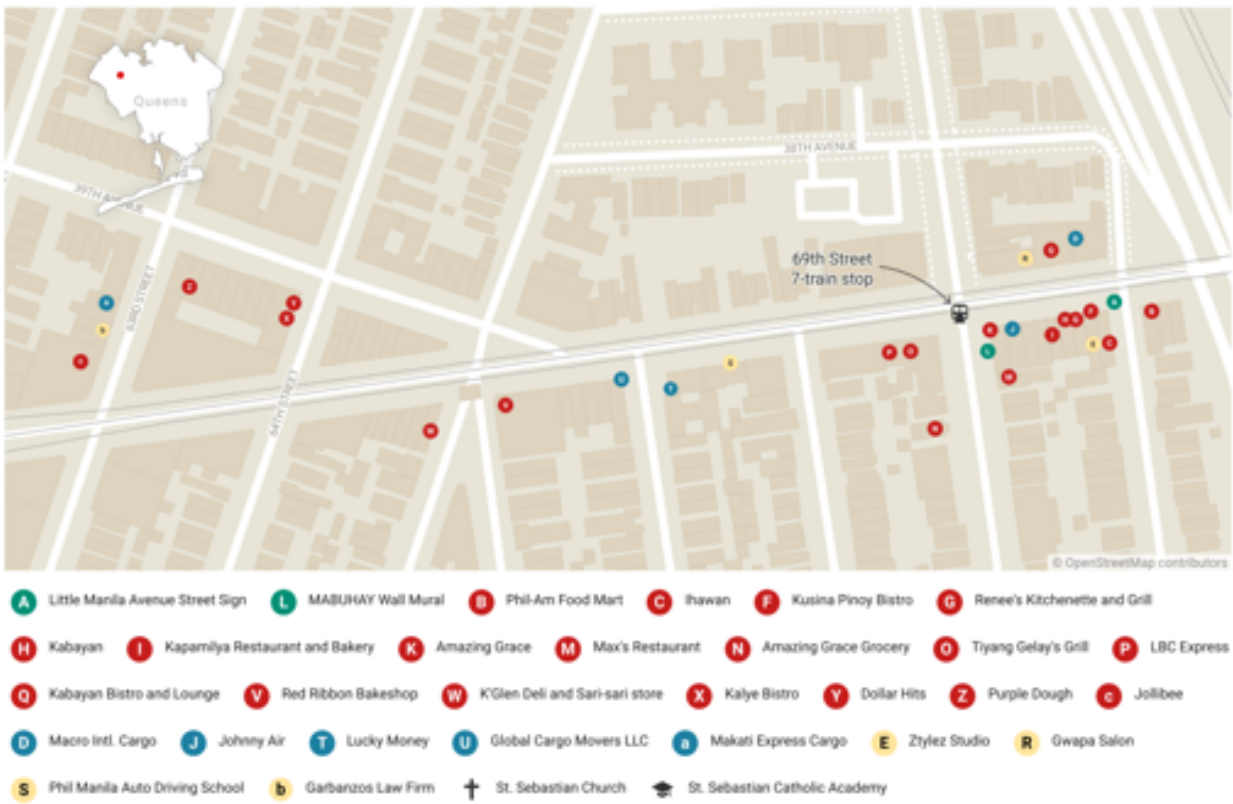 Queens
38TH AVENUE
39TH AVENUE
63RD STREET
64TH STREET
69th Street
7-train stop
© OpenStreetMap contributors
A Little Manila Avenue Street Sign L MABUHAY Wall Mural B Phil-Am Food Mart C Ihawan F Kusina Pinoy Bistro G Renee's Kitchenette and Grill
H Kabayan I Kapamilya Restaurant and Bakery K Amazing Grace M Max's Restaurant N Amazing Grace Grocery O Tiyang Gelay's Grill P LBC Express
Q Kabayan Bistro and Lounge V Red Ribbon Bakeshop W K'Glen Deli and Sari-sari store X Kalye Bistro Y Dollar Hits Z Purple Dough c Jollibee
D Macro Intl. Cargo J Johnny Air T Lucky Money U Global Cargo Movers LLC a Makati Express Cargo E Ztylez Studio R Gwapa Salon
S Phil Manila Auto Driving School b Garbanzos Law Firm St. Sebastian Church St. Sebastian Catholic Academy